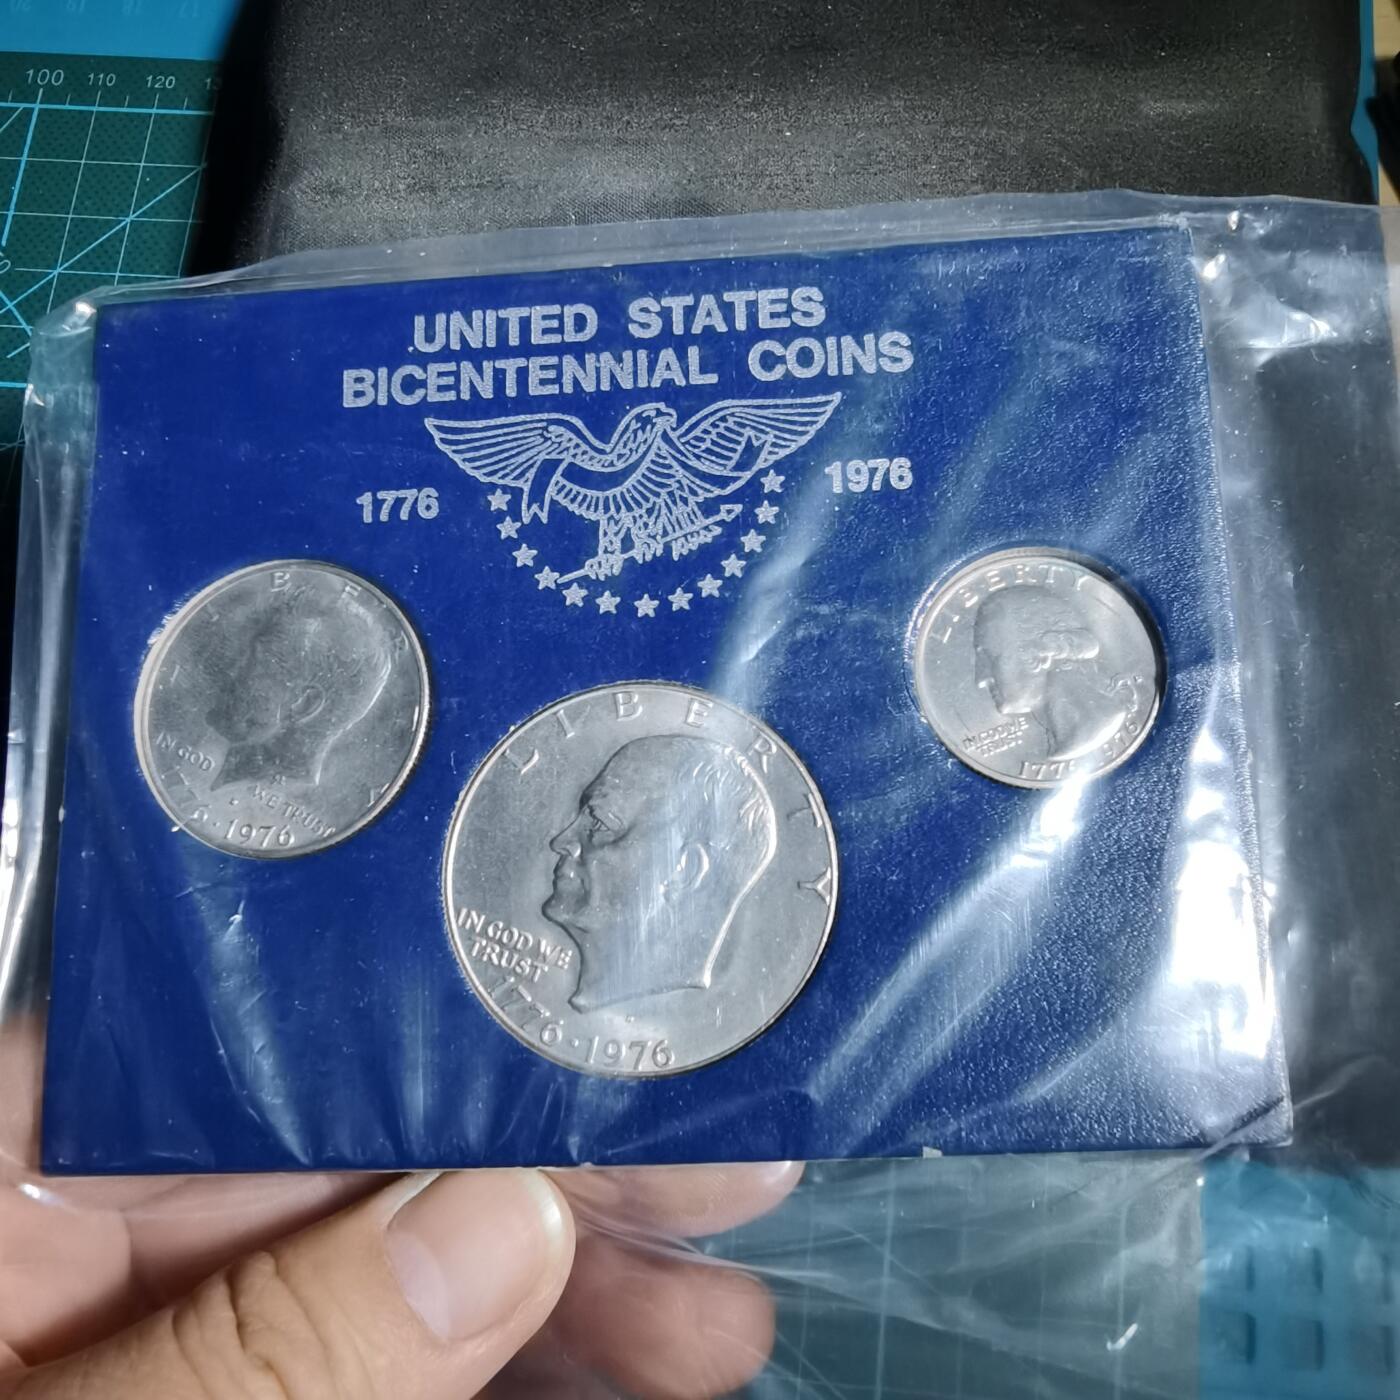 100 110 120
UNITED STATES
BICENTENNIAL COINS
1776
1976
LIBERTY
IN GOD
WE TRUST
1976
LIBERTY
IN GOD WE
TRUST
1776·1976
LIBERTY
IN GOD WE
TRUST